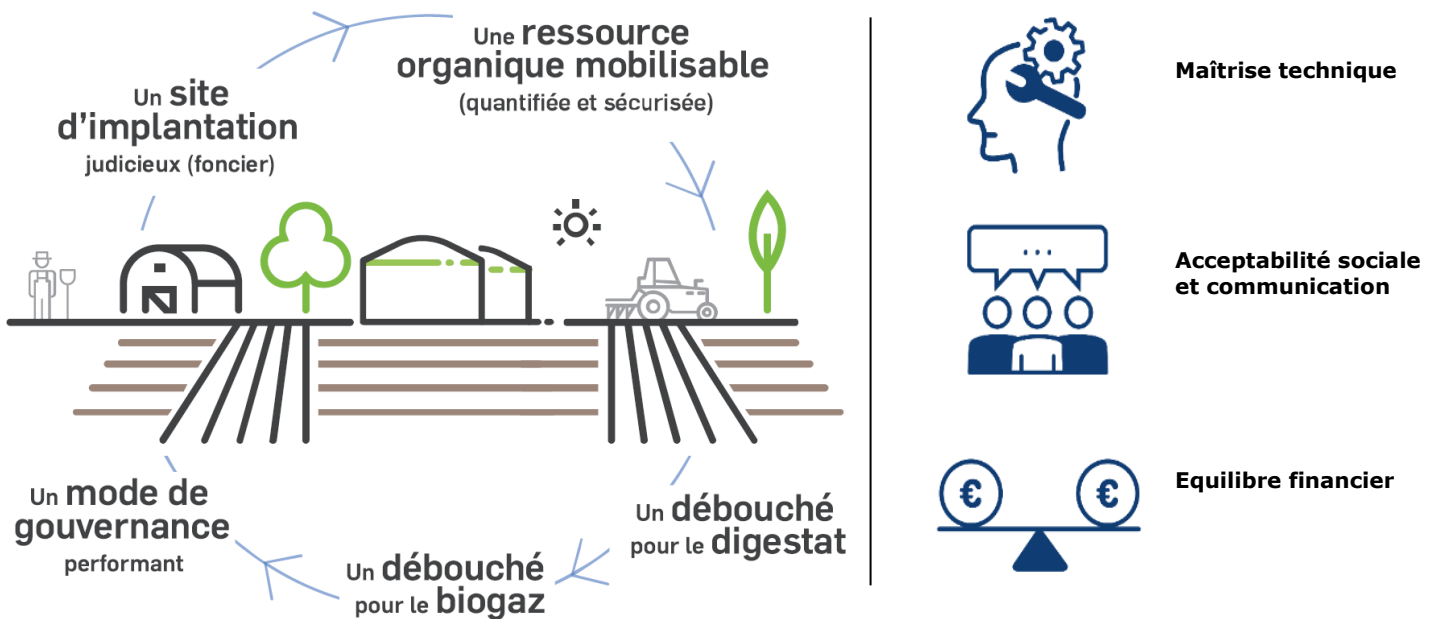 Un site
d'implantation
judicieux (foncier)
Une ressource
organique mobilisable
(quantifiée et sécurisée)
Un débouché
pour le digestat
Un débouché
pour le biogaz
Un mode de
gouvernance
performant
Maîtrise technique
...
Acceptabilité sociale
et communication
€ €
Equilibre financier